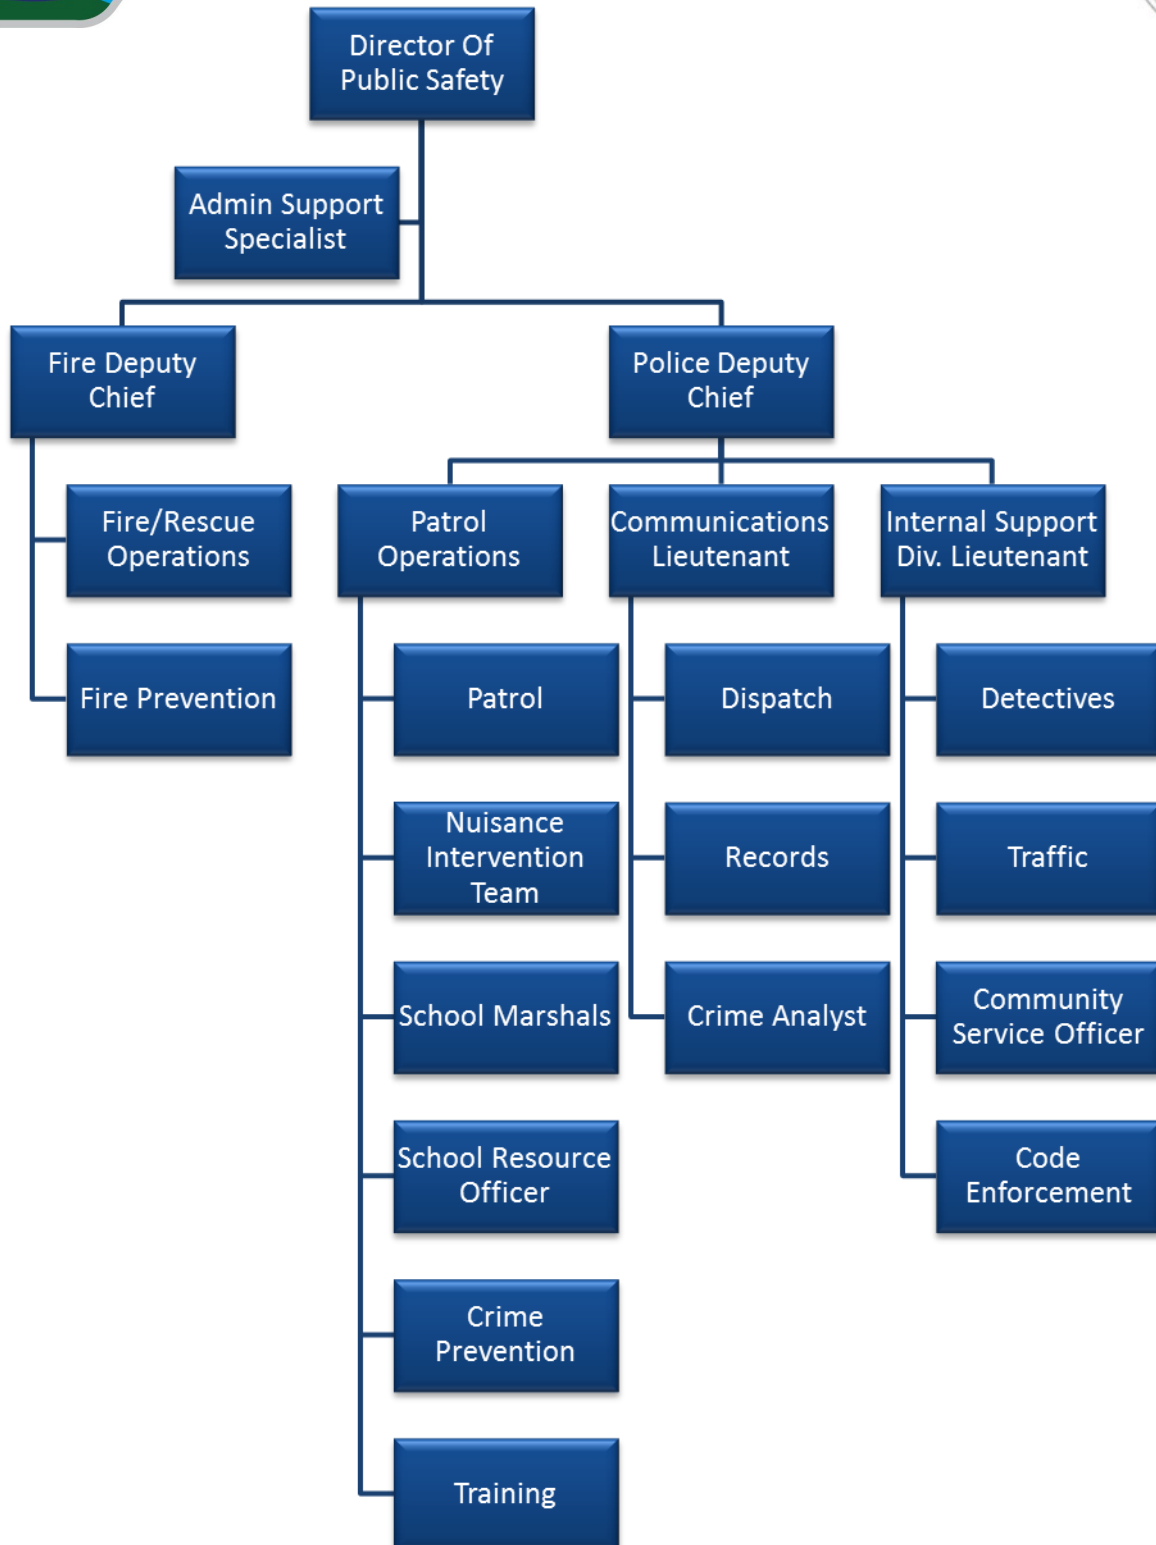 Director Of
Public Safety
Admin Support
Specialist
Fire Deputy
Chief
Police Deputy
Chief
Fire/Rescue
Operations
Patrol
Operations
Communications
Lieutenant
Internal Support
Div. Lieutenant
Fire Prevention
Patrol
Dispatch
Detectives
Nuisance
Intervention
Team
Records
Traffic
School Marshals
Crime Analyst
Community
Service Officer
School Resource
Officer
Code
Enforcement
Crime
Prevention
Training